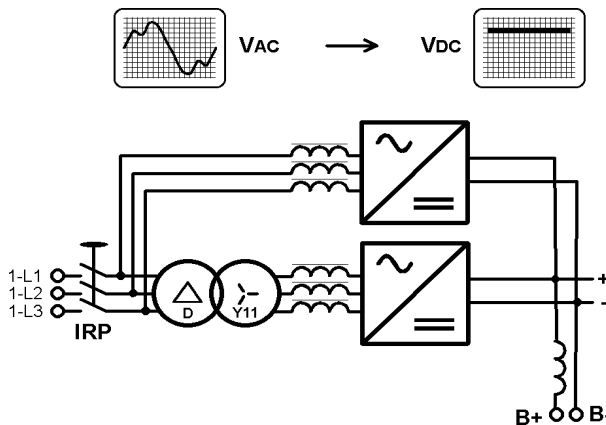 VAC → VDC
1-L1
1-L2
1-L3
IRP
D
Y11
+
-
B+
B-